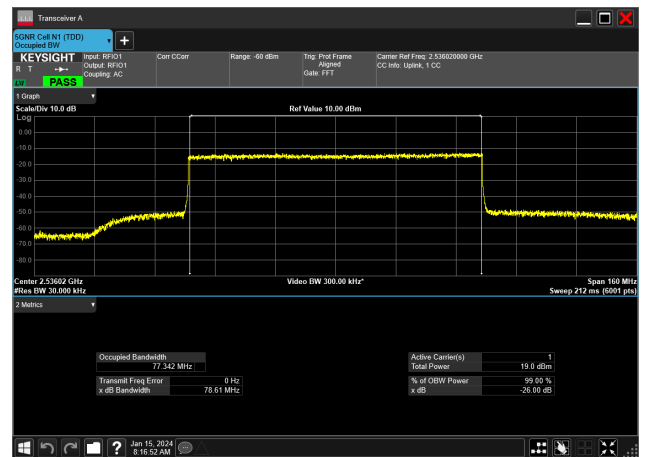 Transceiver A
5GNR Cell N1 (TDD)
Occupied BW
KEYSIGHT
R T
LV
PASS
Input: RFIO1
Output: RFIO1
Coupling: AC
Corr CCorr
Range: -60 dBm
Trig: Prot Frame
Aligned
Gate: FFT
Carrier Ref Freq: 2.536020000 GHz
CC Info: Uplink, 1 CC
1 Graph
Scale/Div 10.0 dB
Ref Value 10.00 dBm
Log
0.00
-10.0
-20.0
-30.0
-40.0
-50.0
-60.0
-70.0
-80.0
Center 2.53602 GHz
Video BW 300.00 kHz*
Span 160 MHz
#Res BW 30.000 kHz
Sweep 212 ms (6001 pts)
2 Metrics
Occupied Bandwidth
77.342 MHz
Transmit Freq Error 0 Hz
x dB Bandwidth 78.61 MHz
Active Carrier(s) 1
Total Power 19.0 dBm
% of OBW Power 99.00 %
x dB -26.00 dB
Jan 15, 2024
8:16:52 AM